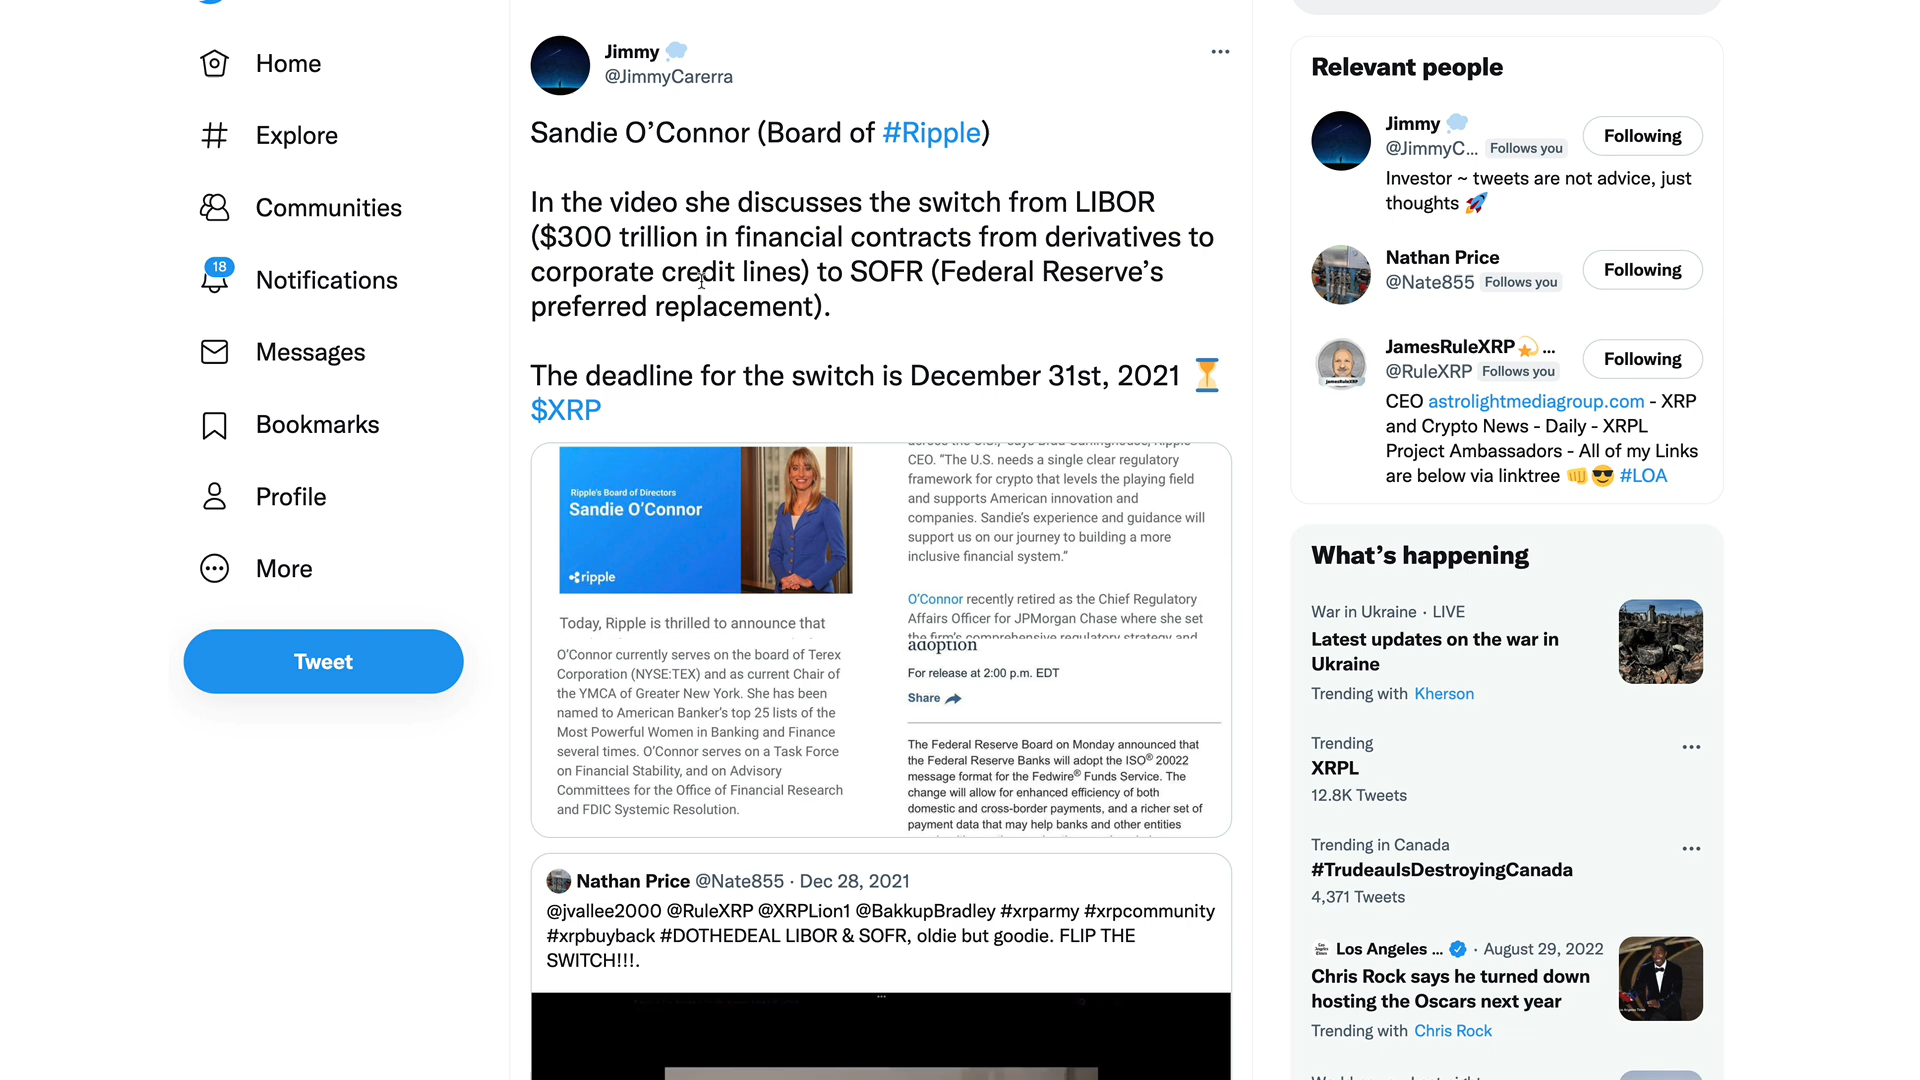 Home
Explore
Communities
18
Notifications
Messages
Bookmarks
Profile
More
Tweet
Jimmy
@JimmyCarerra
Sandie O’Connor (Board of #Ripple)
In the video she discusses the switch from LIBOR
($300 trillion in financial contracts from derivatives to
corporate credit lines) to SOFR (Federal Reserve’s
preferred replacement).
The deadline for the switch is December 31st, 2021 ⏳
$XRP
Ripple's Board of Directors
Sandie O’Connor
ripple
Today, Ripple is thrilled to announce that
O’Connor currently serves on the board of Terex
Corporation (NYSE:TEX) and as current Chair of
the YMCA of Greater New York. She has been
named to American Banker’s top 25 lists of the
Most Powerful Women in Banking and Finance
several times. O’Connor serves on a Task Force
on Financial Stability, and on Advisory
Committees for the Office of Financial Research
and FDIC Systemic Resolution.
CEO. “The U.S. needs a single clear regulatory
framework for crypto that levels the playing field
and supports American innovation and
companies. Sandie’s experience and guidance will
support us on our journey to building a more
inclusive financial system.”
O’Connor recently retired as the Chief Regulatory
Affairs Officer for JPMorgan Chase where she set
the firm’s comprehensive regulatory strategy and
adoption
For release at 2:00 p.m. EDT
Share
The Federal Reserve Board on Monday announced that
the Federal Reserve Banks will adopt the ISO® 20022
message format for the Fedwire® Funds Service. The
change will allow for enhanced efficiency of both
domestic and cross-border payments, and a richer set of
payment data that may help banks and other entities
Nathan Price @Nate855 · Dec 28, 2021
@jvallee2000 @RuleXRP @XRPLion1 @BakkupBradley #xrparmy #xrpcommunity
#xrpbuyback #DOTHEDEAL LIBOR & SOFR, oldie but goodie. FLIP THE
SWITCH!!!.
Relevant people
Jimmy
@JimmyC... Follows you
Following
Investor ~ tweets are not advice, just
thoughts 🚀
Nathan Price
@Nate855 Follows you
Following
JamesRuleXRP💫 ...
@RuleXRP Follows you
Following
CEO astrolightmediagroup.com - XRP
and Crypto News - Daily - XRPL
Project Ambassadors - All of my Links
are below via linktree 👊😎 #LOA
What’s happening
War in Ukraine · LIVE
Latest updates on the war in
Ukraine
Trending with Kherson
Trending
XRPL
12.8K Tweets
Trending in Canada
#TrudeauIsDestroyingCanada
4,371 Tweets
Los Angeles ... · August 29, 2022
Chris Rock says he turned down
hosting the Oscars next year
Trending with Chris Rock